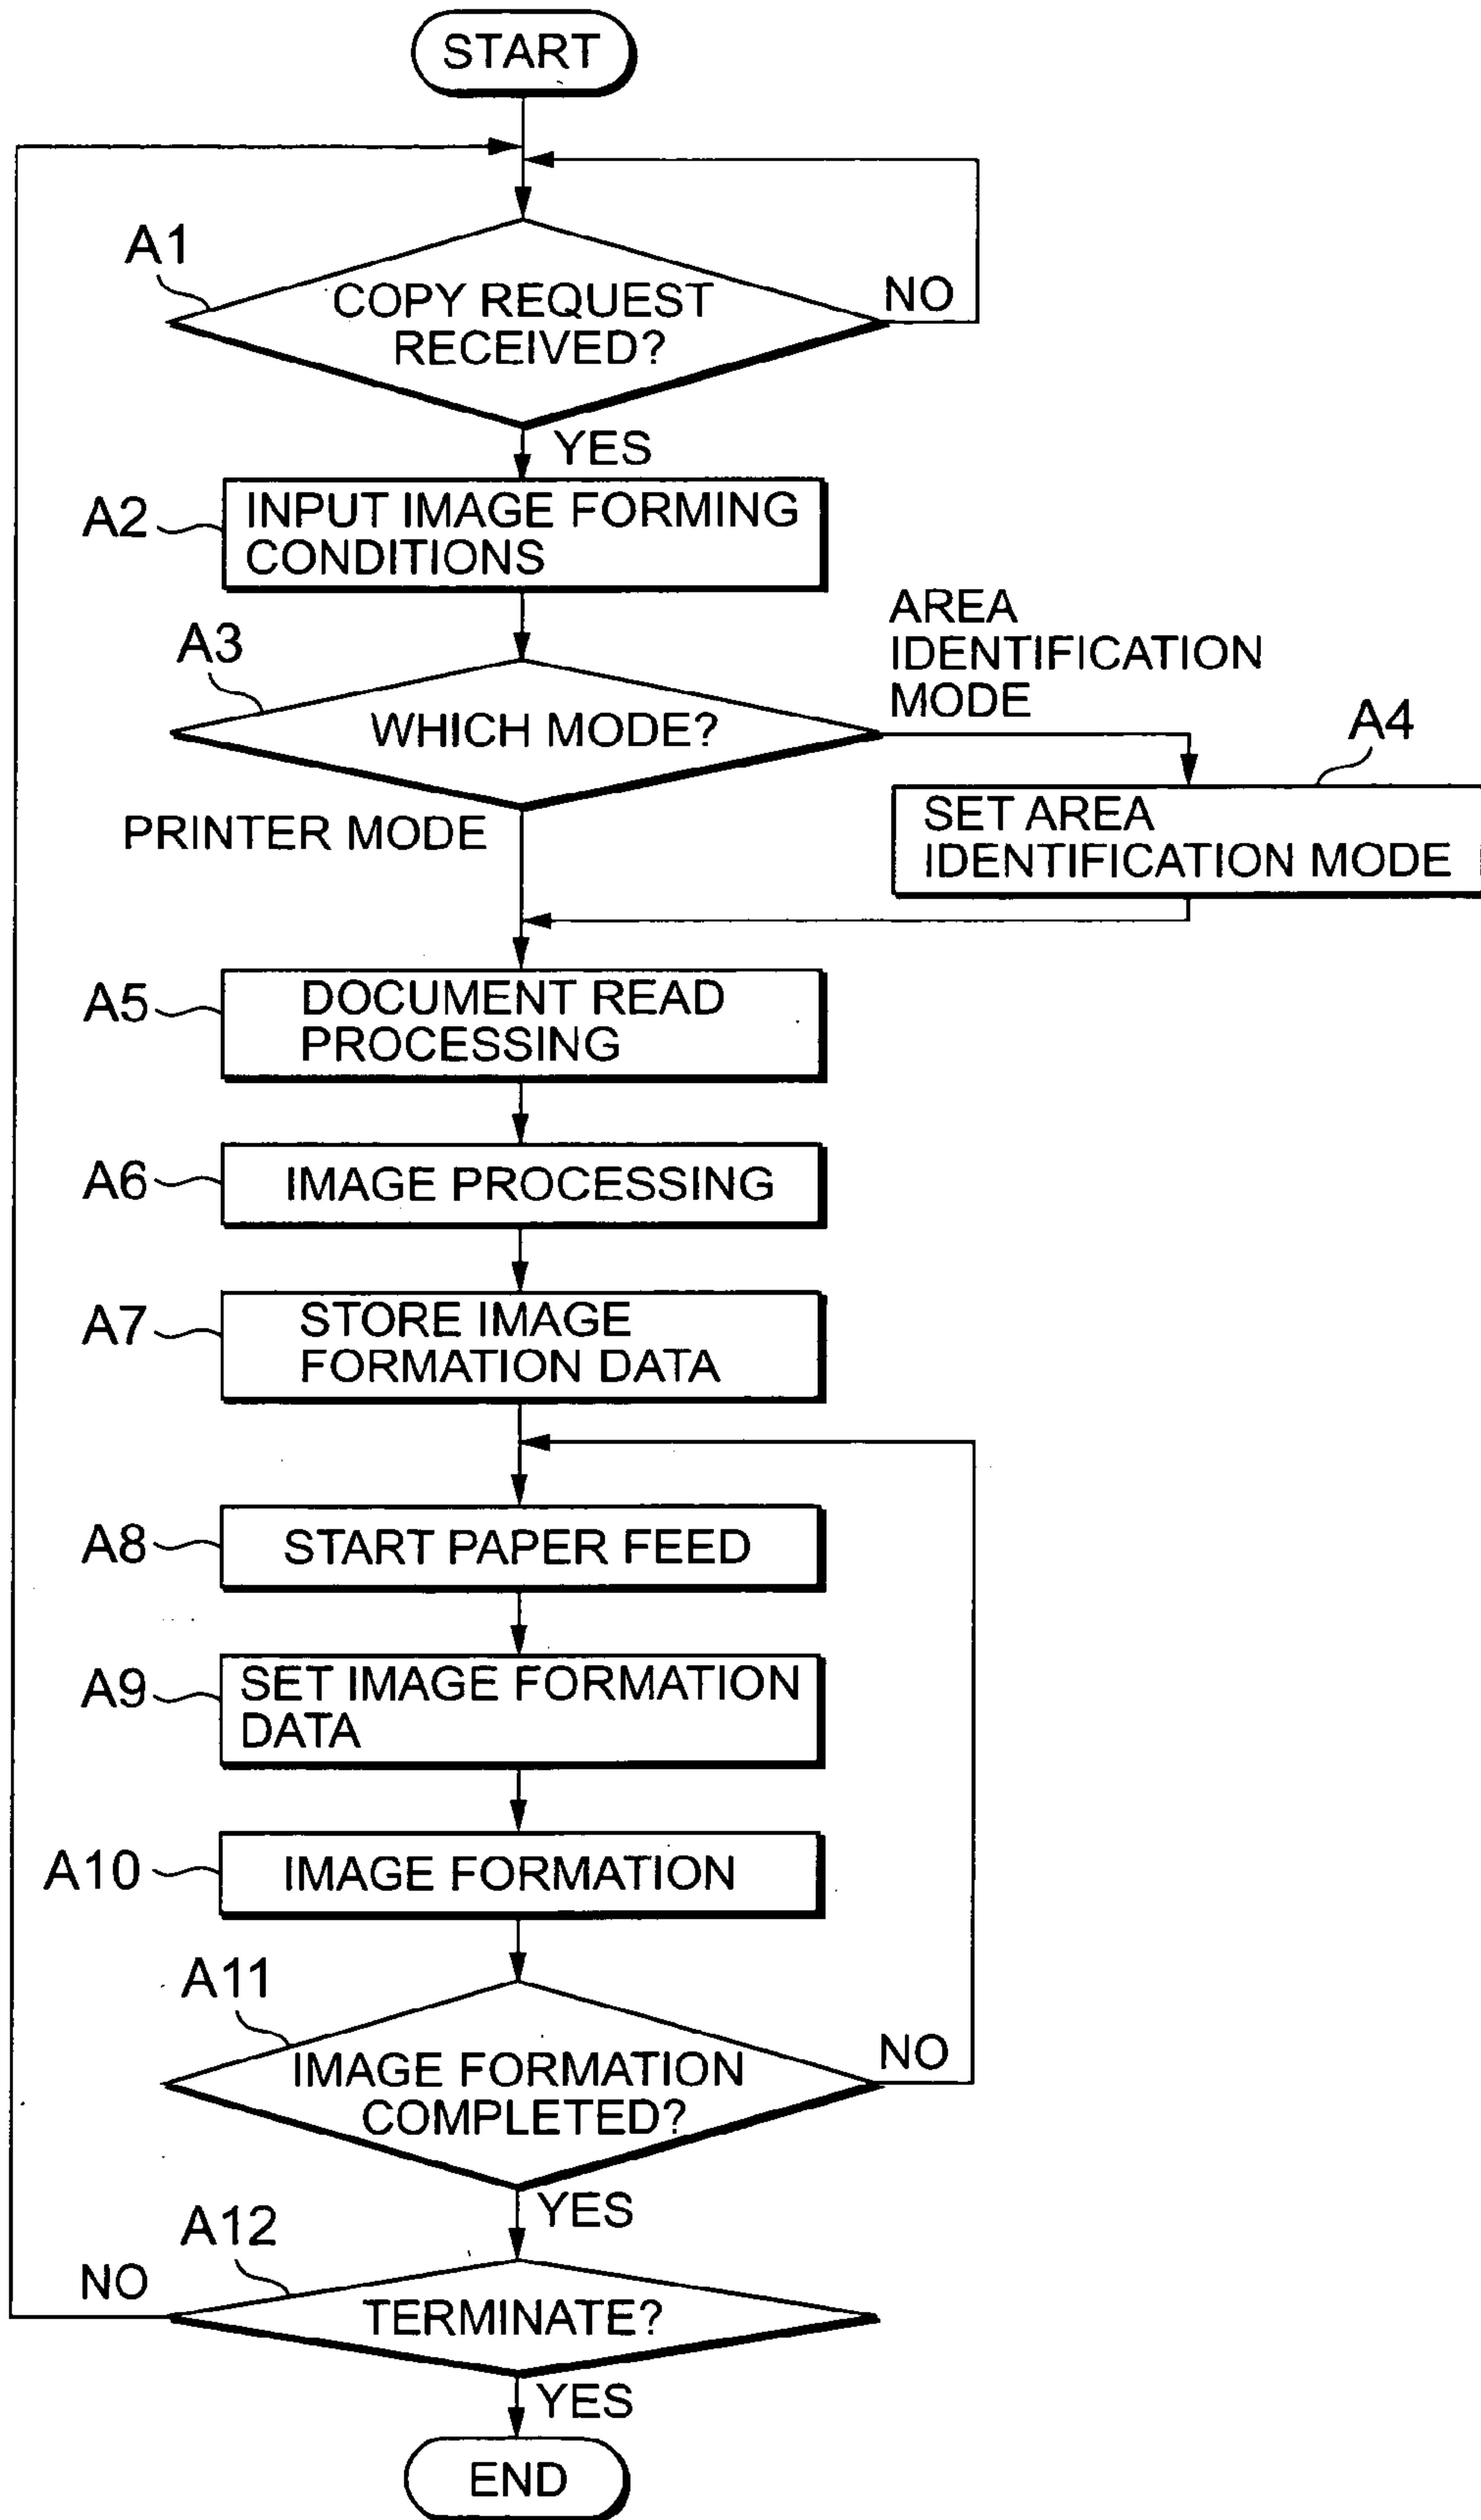 START
A1
COPY REQUEST
RECEIVED?
NO
YES
A2
INPUT IMAGE FORMING
CONDITIONS
A3
WHICH MODE?
AREA
IDENTIFICATION
MODE
A4
SET AREA
IDENTIFICATION MODE
PRINTER MODE
A5
DOCUMENT READ
PROCESSING
A6
IMAGE PROCESSING
A7
STORE IMAGE
FORMATION DATA
A8
START PAPER FEED
A9
SET IMAGE FORMATION
DATA
A10
IMAGE FORMATION
A11
IMAGE FORMATION
COMPLETED?
NO
YES
A12
NO
TERMINATE?
YES
END